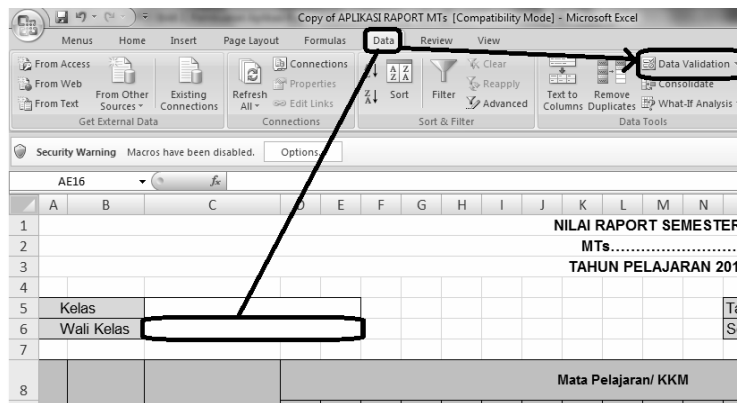 Copy of APLIKASI RAPORT MTs [Compatibility Mode] - Microsoft Excel
Menus Home Insert Page Layout Formulas Data Review View
From Access
From Web
From Text
From Other Sources
Existing Connections
Get External Data
Refresh All
Connections
Properties
Edit Links
Connections
Sort
Filter
Clear
Reapply
Advanced
Sort & Filter
Text to Columns
Remove Duplicates
Data Validation
Consolidate
What-If Analysis
Data Tools
Security Warning Macros have been disabled. Options...
AE16 fx
A B C D E F G H I J K L M N
1 NILAI RAPORT SEMESTER
2 MTs......................
3 TAHUN PELAJARAN 201
4
5 Kelas Ta
6 Wali Kelas S
7
8 Mata Pelajaran/ KKM